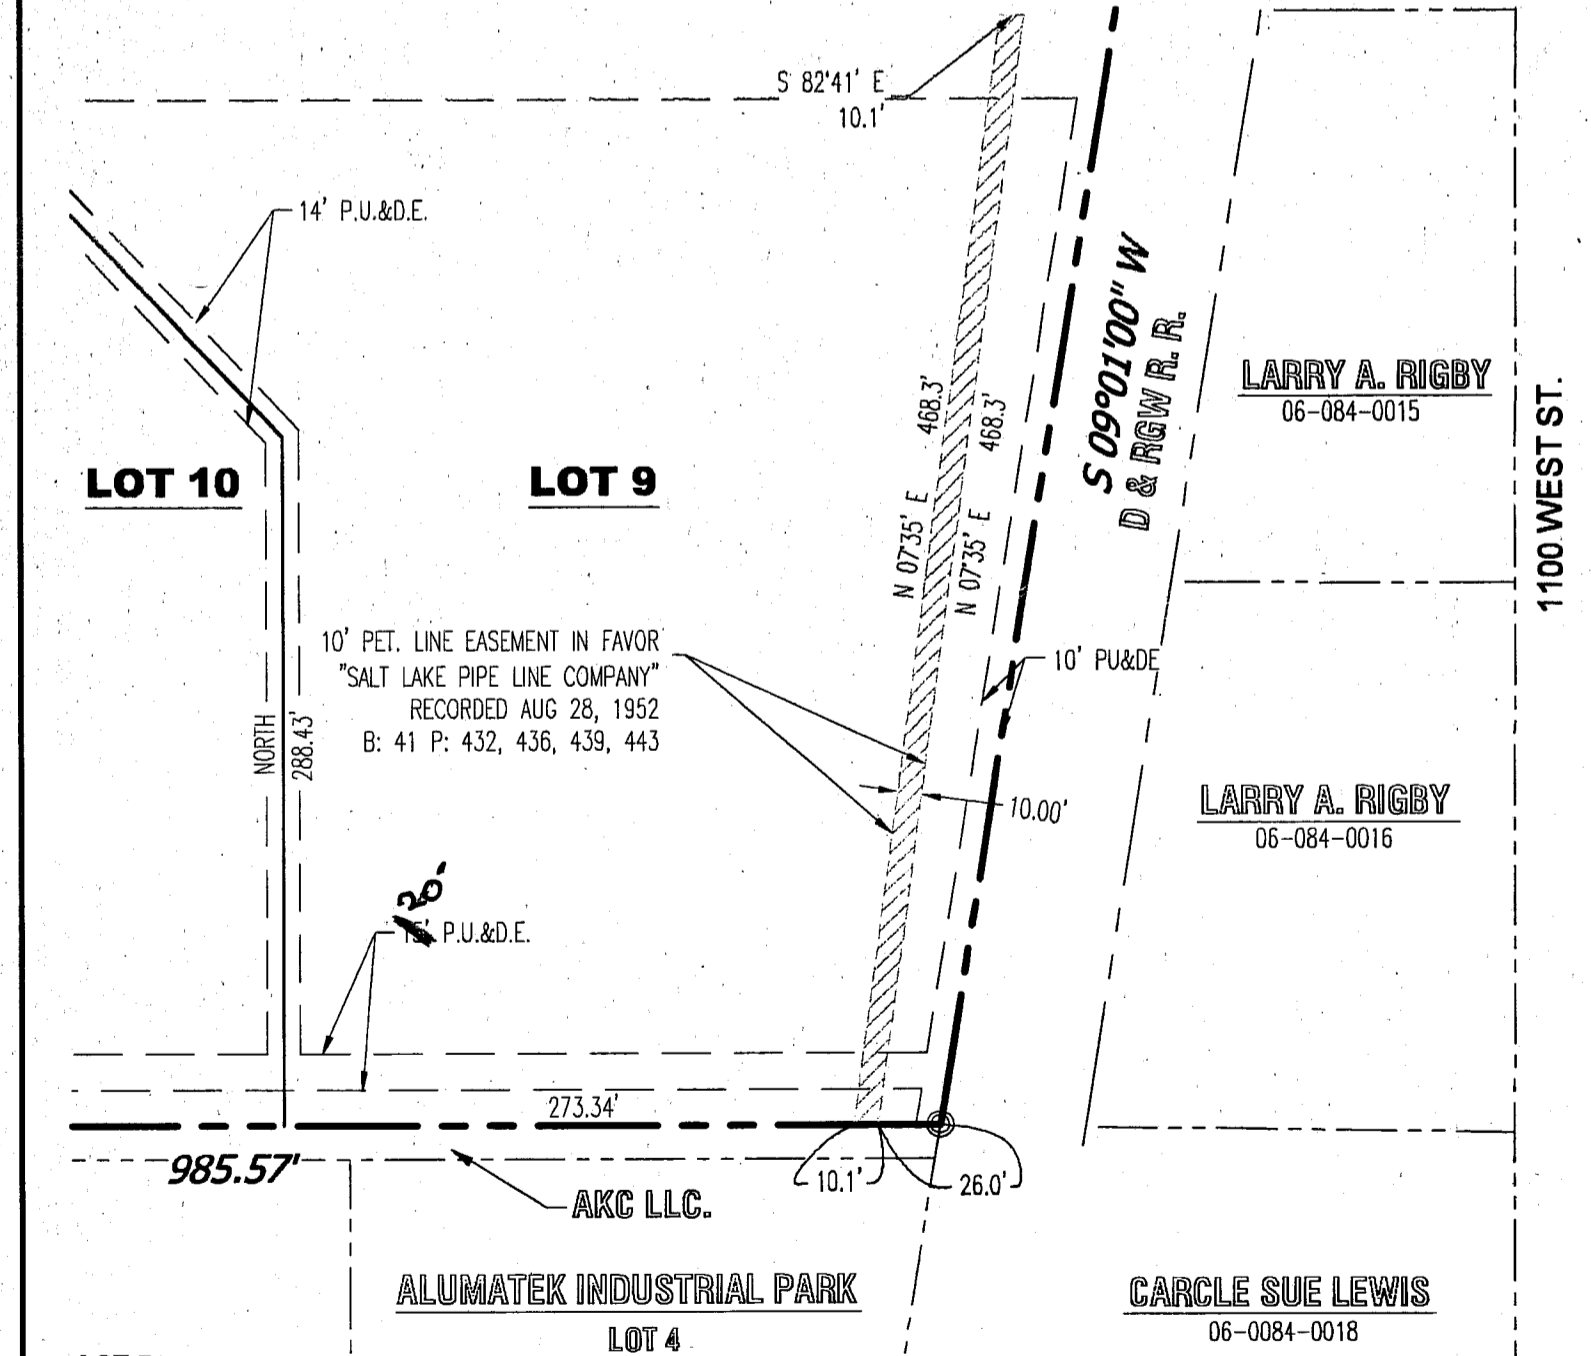 S 82°41' E
10.1'
14' P.U.&D.E.
S 09°01'00" W
D & RGW R. R.
LARRY A. RIGBY
06-084-0015
1100 WEST ST.
468.3'
468.3'
LOT 10
LOT 9
N 07°35' E
N 07°35' E
10' PET. LINE EASEMENT IN FAVOR
"SALT LAKE PIPE LINE COMPANY"
RECORDED AUG 28, 1952
B: 41 P: 432, 436, 439, 443
10' PU&DE
NORTH
288.43'
10.00'
LARRY A. RIGBY
06-084-0016
20'
15' P.U.&D.E.
273.34'
985.57'
10.1'
26.0'
AKC LLC.
ALUMATEK INDUSTRIAL PARK
LOT 4
CARCLE SUE LEWIS
06-0084-0018